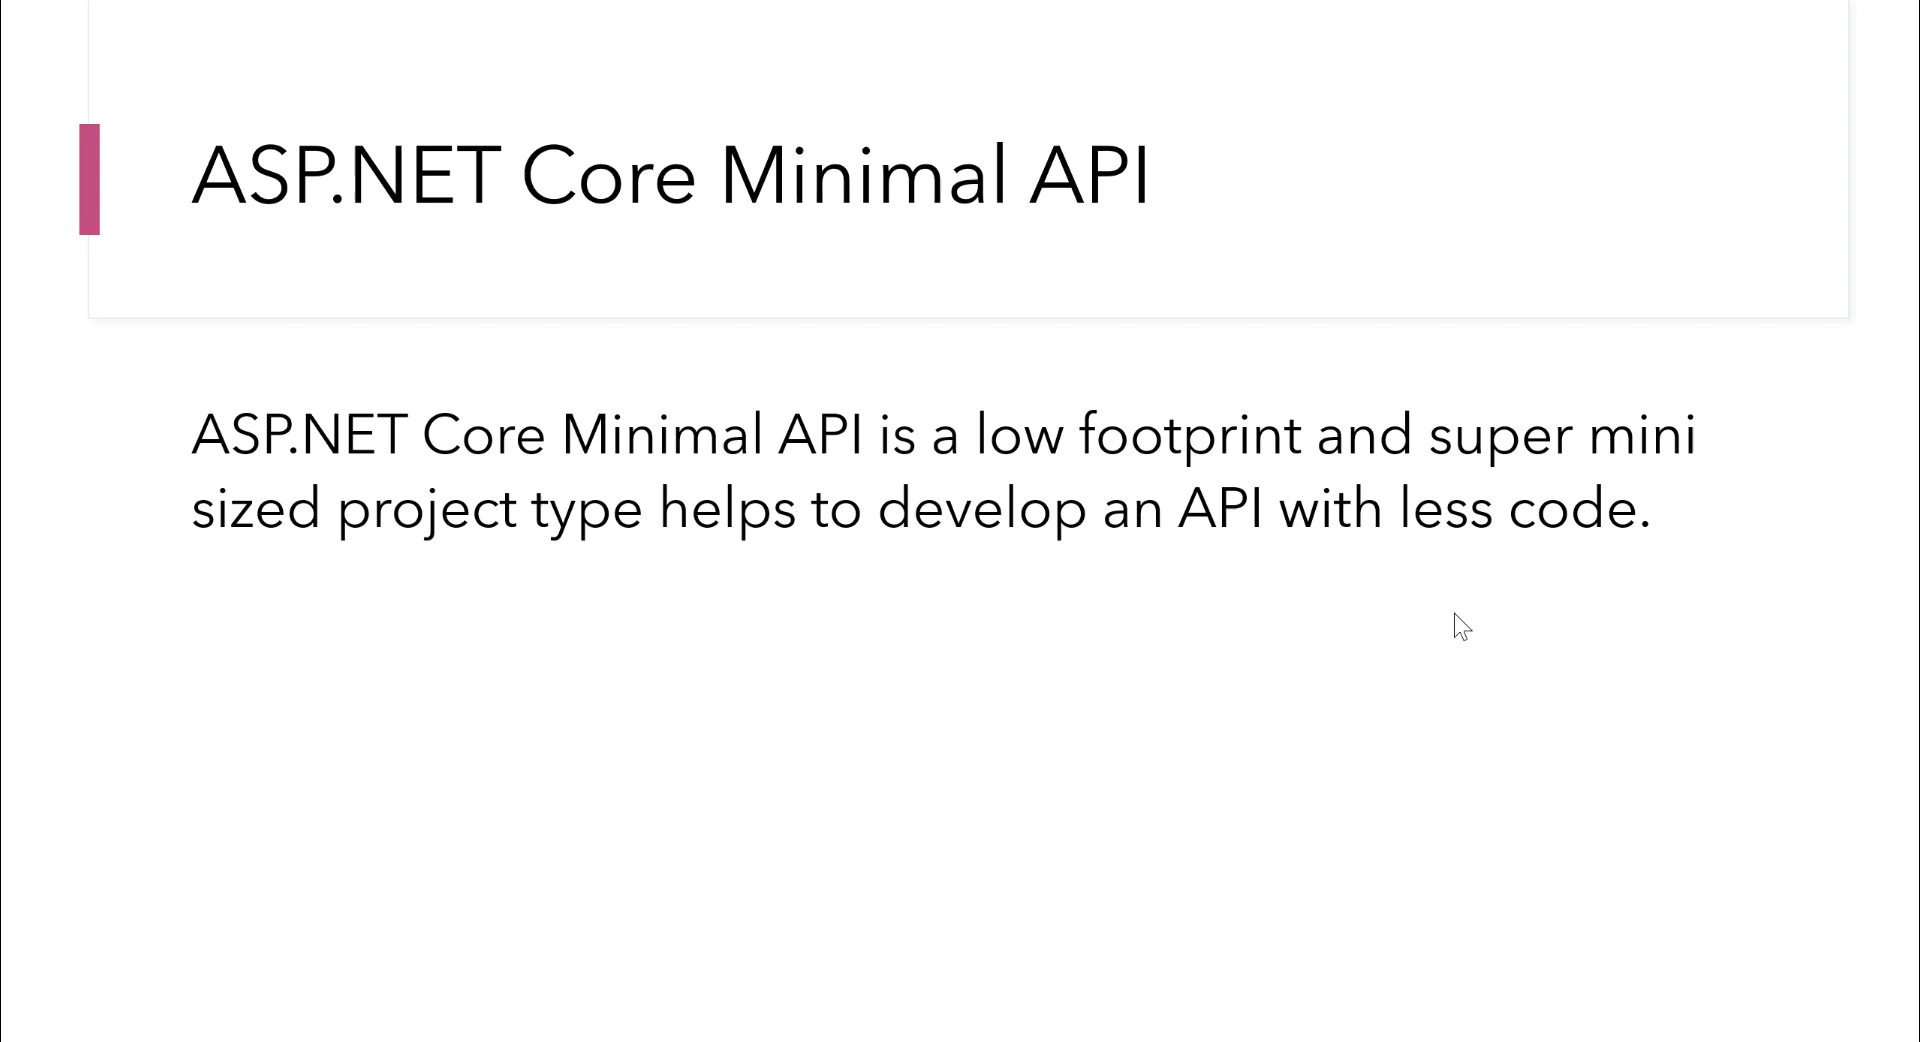 ASP.NET Core Minimal API
ASP.NET Core Minimal API is a low footprint and super mini
sized project type helps to develop an API with less code.